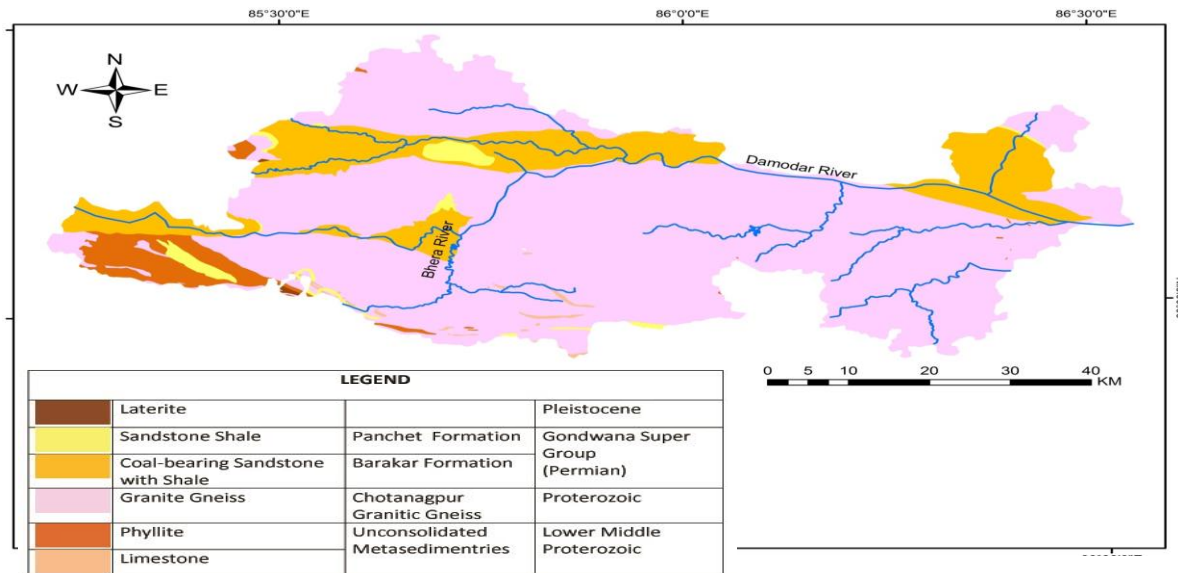 85°30'0"E
86°0'0"E
86°30'0"E
N
W E
S
Damodar River
Bhera River
0 5 10 20 30 40
KM
LEGEND
Laterite Pleistocene
Sandstone Shale Panchet Formation Gondwana Super
Group
(Permian)
Coal-bearing Sandstone Barakar Formation
with Shale
Granite Gneiss Chotanagpur Proterozoic
Granitic Gneiss
Phyllite Unconsolidated Lower Middle
Metasedimentries Proterozoic
Limestone